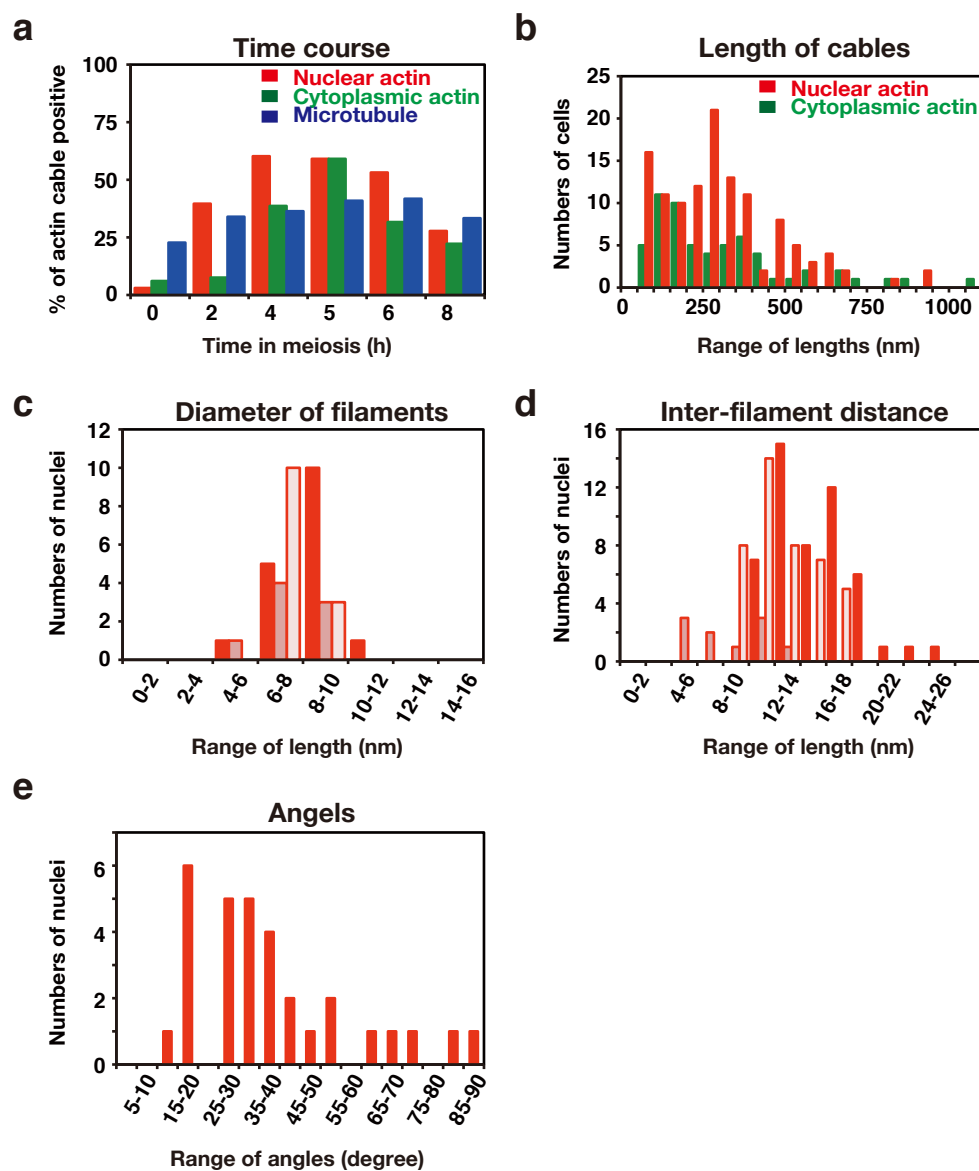 a
Time course
100
75
50
25
0
% of actin cable positive
Nuclear actin
Cytoplasmic actin
Microtubule
0 2 4 5 6 8
Time in meiosis (h)
b
Length of cables
25
20
15
10
5
0
Numbers of cells
Nuclear actin
Cytoplasmic actin
0 250 500 750 1000
Range of lengths (nm)
c
Diameter of filaments
12
10
8
6
4
2
0
Numbers of nuclei
0-2 2-4 4-6 6-8 8-10 10-12 12-14 14-16
Range of length (nm)
d
Inter-filament distance
16
12
8
4
0
Numbers of nuclei
0-2 4-6 8-10 12-14 16-18 20-22 24-26
Range of length (nm)
e
Angels
6
4
2
0
Numbers of nuclei
5-10 15-20 25-30 35-40 45-50 55-60 65-70 75-80 85-90
Range of angles (degree)